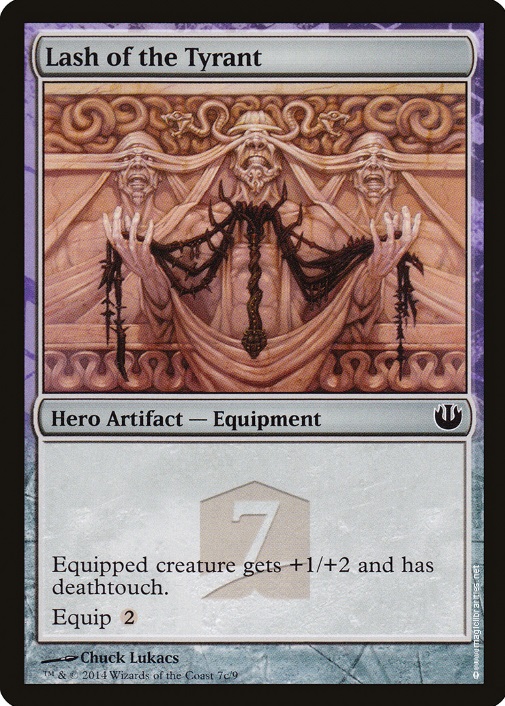 Lash of the Tyrant
Hero Artifact — Equipment
7
Equipped creature gets +1/+2 and has
deathtouch.
Equip 2
Chuck Lukacs
™ & © 2014 Wizards of the Coast 7c/9